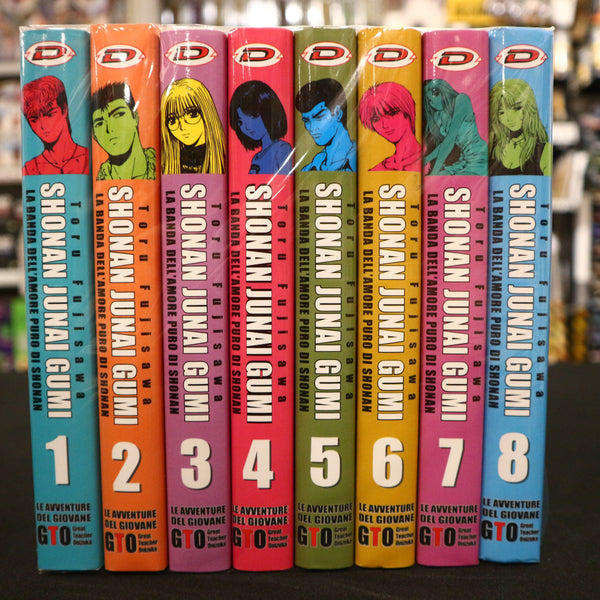 D
Toru Fujisawa
SHONAN JUNAI GUMI
LA BANDA DELL'AMORE PURO DI SHONAN
1
LE AVVENTURE
DEL GIOVANE
GTO Great
Teacher
Onizuka
D
Toru Fujisawa
SHONAN JUNAI GUMI
LA BANDA DELL'AMORE PURO DI SHONAN
2
LE AVVENTURE
DEL GIOVANE
GTO Great
Teacher
Onizuka
D
Toru Fujisawa
SHONAN JUNAI GUMI
LA BANDA DELL'AMORE PURO DI SHONAN
3
LE AVVENTURE
DEL GIOVANE
GTO Great
Teacher
Onizuka
D
Toru Fujisawa
SHONAN JUNAI GUMI
LA BANDA DELL'AMORE PURO DI SHONAN
4
LE AVVENTURE
DEL GIOVANE
GTO Great
Teacher
Onizuka
D
Toru Fujisawa
SHONAN JUNAI GUMI
LA BANDA DELL'AMORE PURO DI SHONAN
5
LE AVVENTURE
DEL GIOVANE
GTO Great
Teacher
Onizuka
D
Toru Fujisawa
SHONAN JUNAI GUMI
LA BANDA DELL'AMORE PURO DI SHONAN
6
LE AVVENTURE
DEL GIOVANE
GTO Great
Teacher
Onizuka
D
Toru Fujisawa
SHONAN JUNAI GUMI
LA BANDA DELL'AMORE PURO DI SHONAN
7
LE AVVENTURE
DEL GIOVANE
GTO Great
Teacher
Onizuka
D
Toru Fujisawa
SHONAN JUNAI GUMI
LA BANDA DELL'AMORE PURO DI SHONAN
8
LE AVVENTURE
DEL GIOVANE
GTO Great
Teacher
Onizuka